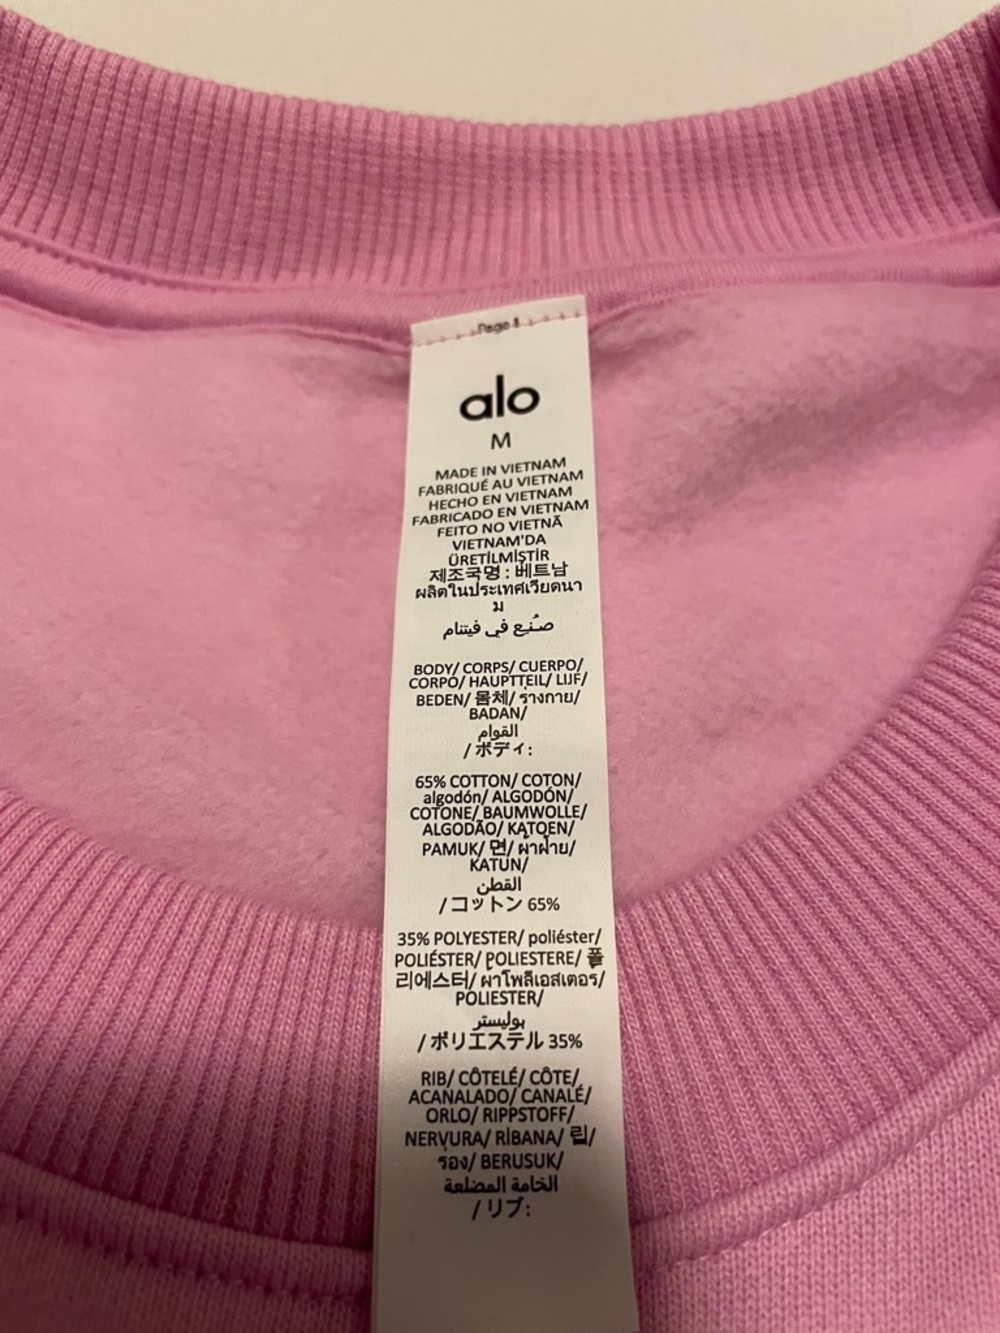 Page 1
alo
M
MADE IN VIETNAM
FABRIQUÉ AU VIETNAM
HECHO EN VIETNAM
FABRICADO EN VIETNAM
FEITO NO VIETNÃ
VIETNAM'DA
ÜRETİLMİŞTİR
제조국명 : 베트남
ผลิตในประเทศเวียดนา
ม
صُنِع في فيتنام
BODY/ CORPS/ CUERPO/
CORPO/ HAUPTTEIL/ LIJF/
BEDEN/ 몸체/ ร่างกาย/
BADAN/
القوام
/ ボディ:
65% COTTON/ COTON/
algodón/ ALGODÓN/
COTONE/ BAUMWOLLE/
ALGODÃO/ KATOEN/
PAMUK/ 면/ ผ้าฝ้าย/
KATUN/
القطن
/ コットン 65%
35% POLYESTER/ poliéster/
POLIÉSTER/ POLIESTERE/ 폴
리에스터/ ผ้าโพลีเอสเตอร์/
POLIESTER/
بوليستر
/ ポリエステル 35%
RIB/ CÔTELÉ/ CÔTE/
ACANALADO/ CANALÉ/
ORLO/ RIPPSTOFF/
NERVURA/ RİBANA/ 립/
รอง/ BERUSUK/
الخامة المضلعة
/ リブ: